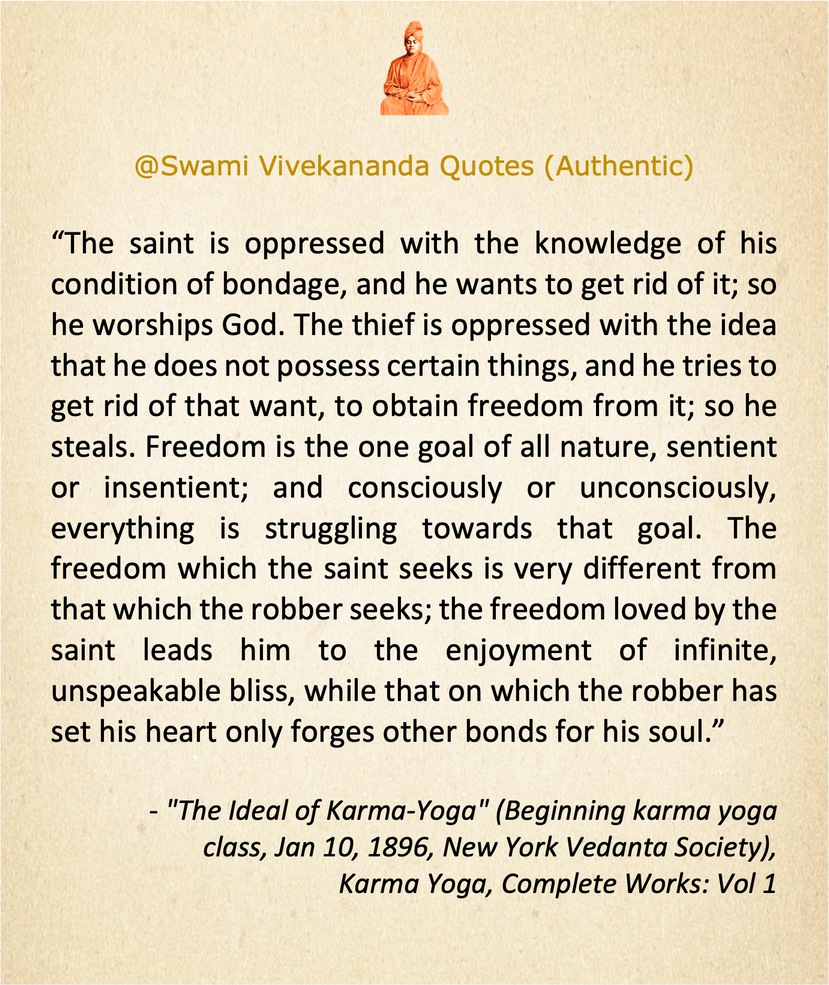 @Swami Vivekananda Quotes (Authentic)
“The saint is oppressed with the knowledge of his
condition of bondage, and he wants to get rid of it; so
he worships God. The thief is oppressed with the idea
that he does not possess certain things, and he tries to
get rid of that want, to obtain freedom from it; so he
steals. Freedom is the one goal of all nature, sentient
or insentient; and consciously or unconsciously,
everything is struggling towards that goal. The
freedom which the saint seeks is very different from
that which the robber seeks; the freedom loved by the
saint leads him to the enjoyment of infinite,
unspeakable bliss, while that on which the robber has
set his heart only forges other bonds for his soul.”
- "The Ideal of Karma-Yoga" (Beginning karma yoga
class, Jan 10, 1896, New York Vedanta Society),
Karma Yoga, Complete Works: Vol 1